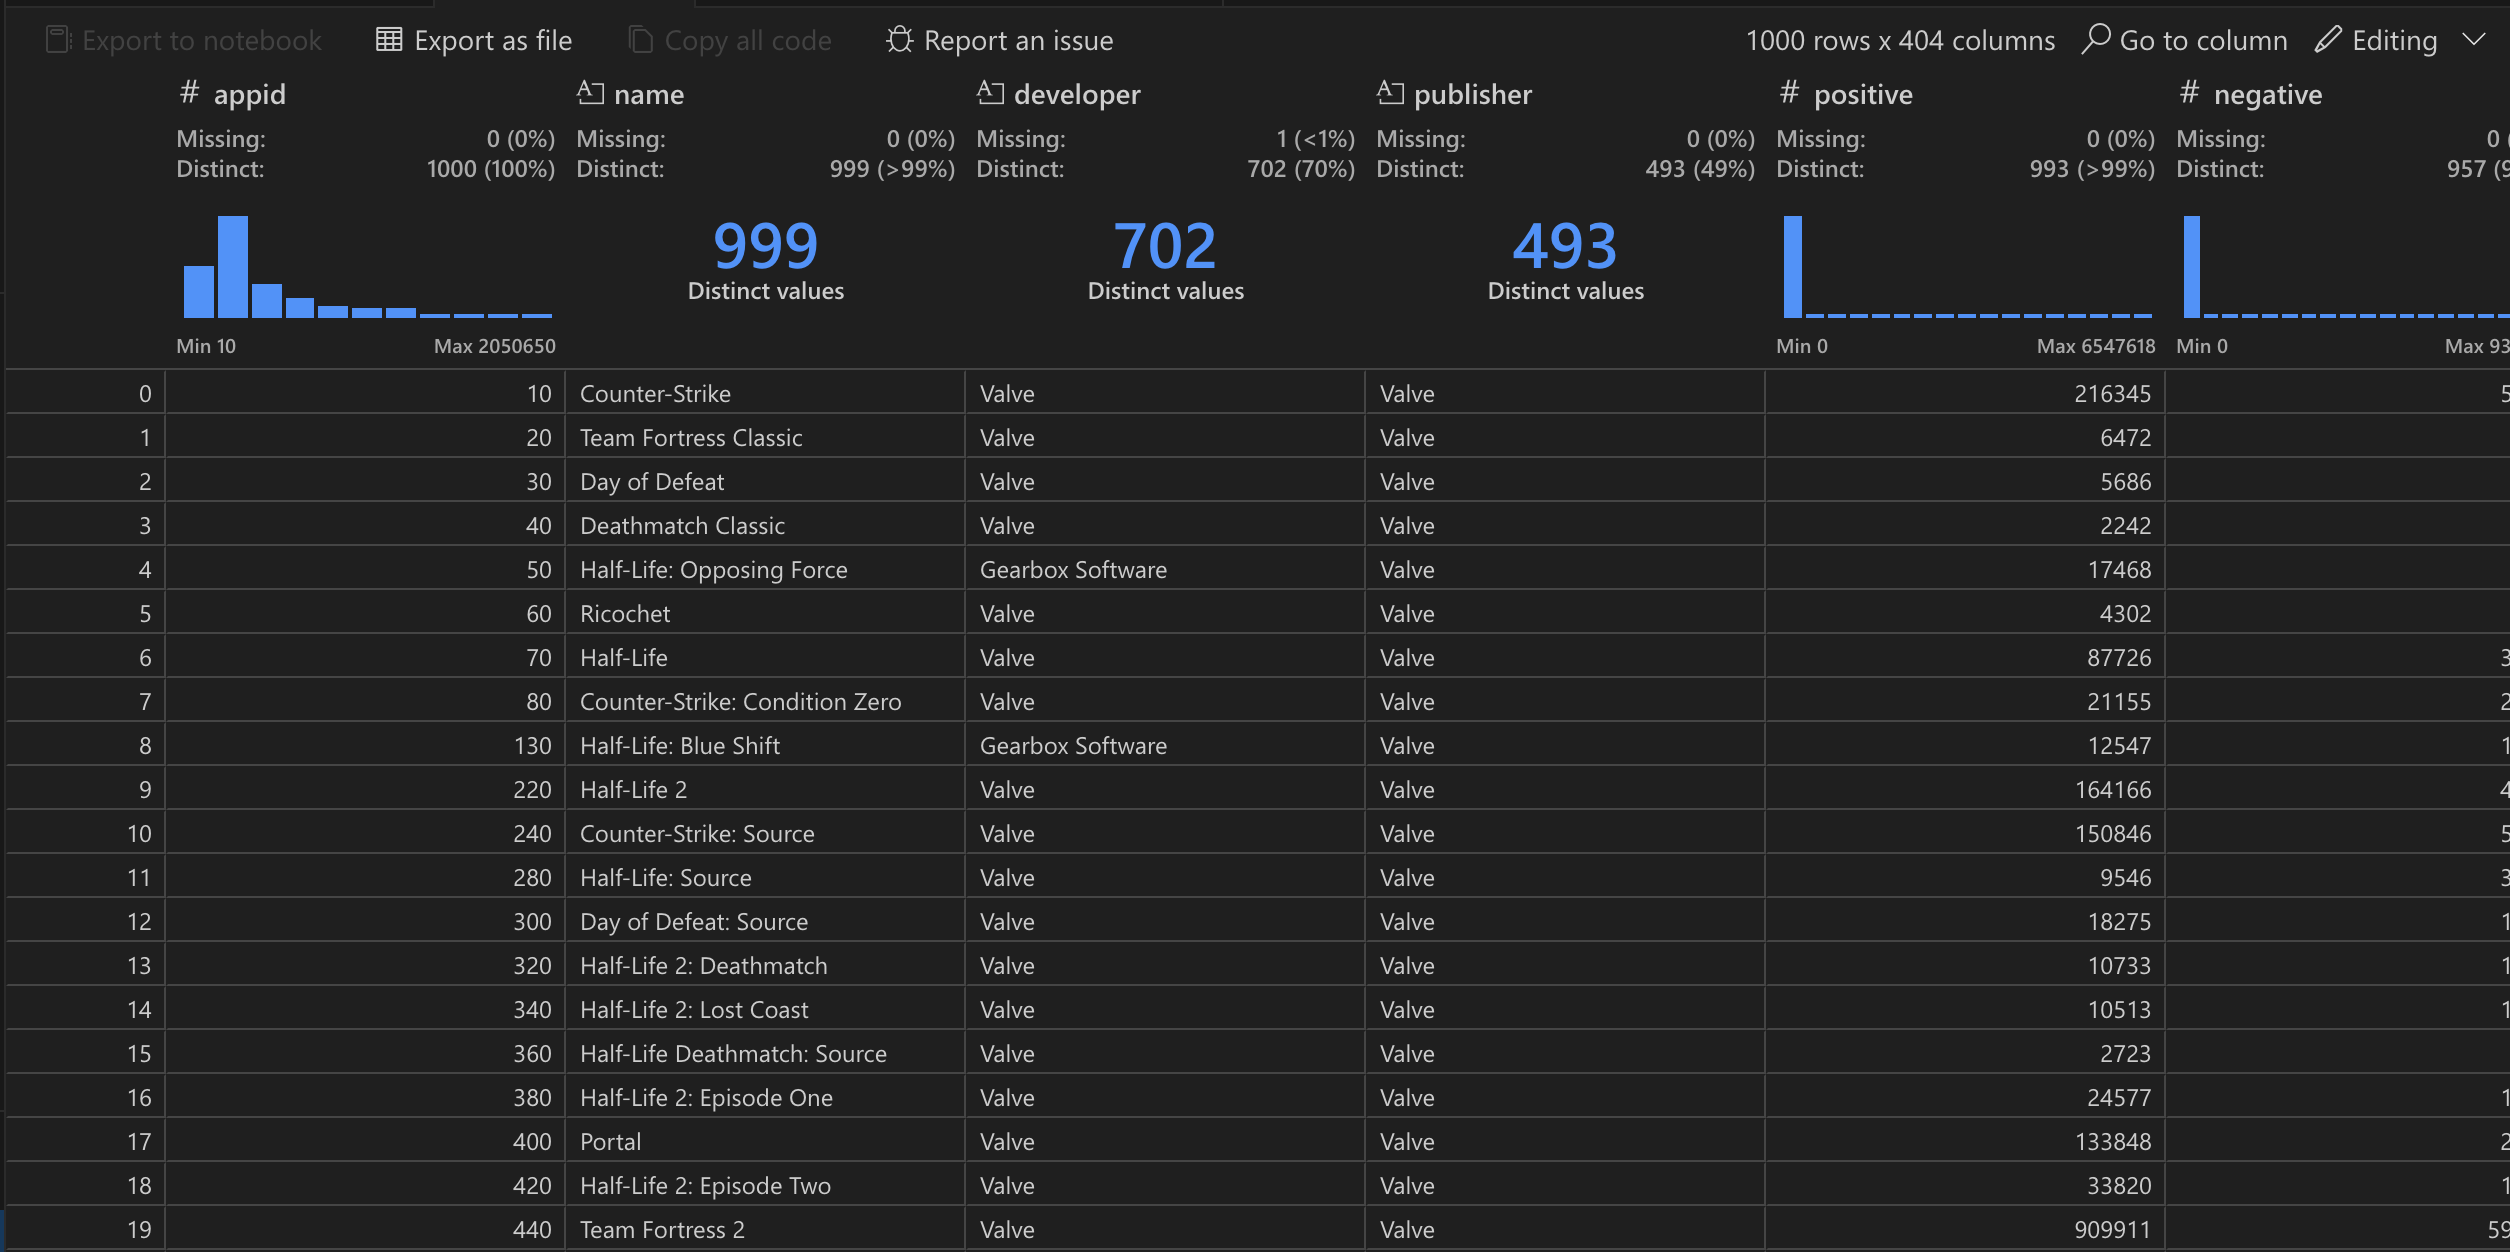 Export to notebook Export as file Copy all code Report an issue 1000 rows x 404 columns Go to column Editing
# appid name developer publisher # positive # negative
Missing: 0 (0%) Missing: 0 (0%) Missing: 1 (<1%) Missing: 0 (0%) Missing: 0 (0%) Missing: 0
Distinct: 1000 (100%) Distinct: 999 (>99%) Distinct: 702 (70%) Distinct: 493 (49%) Distinct: 993 (>99%) Distinct: 957 (9
999 702 493
Distinct values Distinct values Distinct values
Min 10 Max 2050650 Min 0 Max 6547618 Min 0 Max 93
0 10 Counter-Strike Valve Valve 216345 5
1 20 Team Fortress Classic Valve Valve 6472
2 30 Day of Defeat Valve Valve 5686
3 40 Deathmatch Classic Valve Valve 2242
4 50 Half-Life: Opposing Force Gearbox Software Valve 17468
5 60 Ricochet Valve Valve 4302
6 70 Half-Life Valve Valve 87726 3
7 80 Counter-Strike: Condition Zero Valve Valve 21155 2
8 130 Half-Life: Blue Shift Gearbox Software Valve 12547 1
9 220 Half-Life 2 Valve Valve 164166 4
10 240 Counter-Strike: Source Valve Valve 150846 5
11 280 Half-Life: Source Valve Valve 9546 3
12 300 Day of Defeat: Source Valve Valve 18275 1
13 320 Half-Life 2: Deathmatch Valve Valve 10733 1
14 340 Half-Life 2: Lost Coast Valve Valve 10513 1
15 360 Half-Life Deathmatch: Source Valve Valve 2723
16 380 Half-Life 2: Episode One Valve Valve 24577 1
17 400 Portal Valve Valve 133848 2
18 420 Half-Life 2: Episode Two Valve Valve 33820 1
19 440 Team Fortress 2 Valve Valve 909911 59